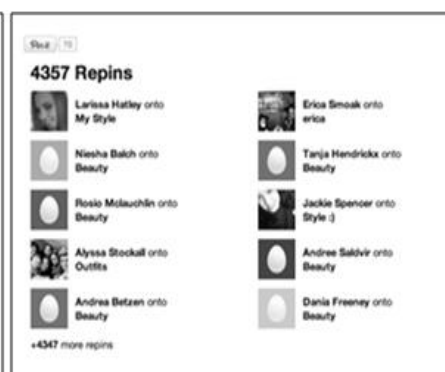 Pin it 70
4357 Repins
Larissa Hatley onto
My Style
Erica Smoak onto
erica
Niesha Balch onto
Beauty
Tanja Hendrickx onto
Beauty
Rosio Mclauchlin onto
Beauty
Jackie Spencer onto
Style :)
Alyssa Stockall onto
Outfits
Andree Saldvir onto
Beauty
Andrea Betzen onto
Beauty
Dania Freeney onto
Beauty
+4347 more repins